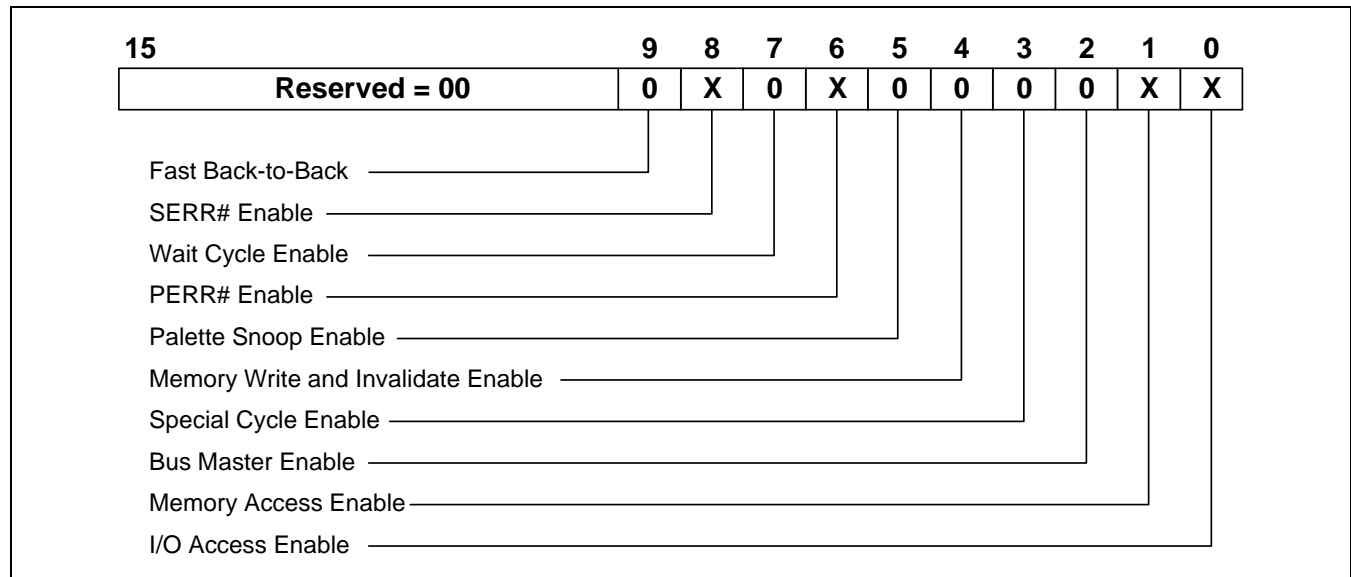 15 9 8 7 6 5 4 3 2 1 0
Reserved = 00 0 X 0 X 0 0 0 0 X X
Fast Back-to-Back
SERR# Enable
Wait Cycle Enable
PERR# Enable
Palette Snoop Enable
Memory Write and Invalidate Enable
Special Cycle Enable
Bus Master Enable
Memory Access Enable
I/O Access Enable